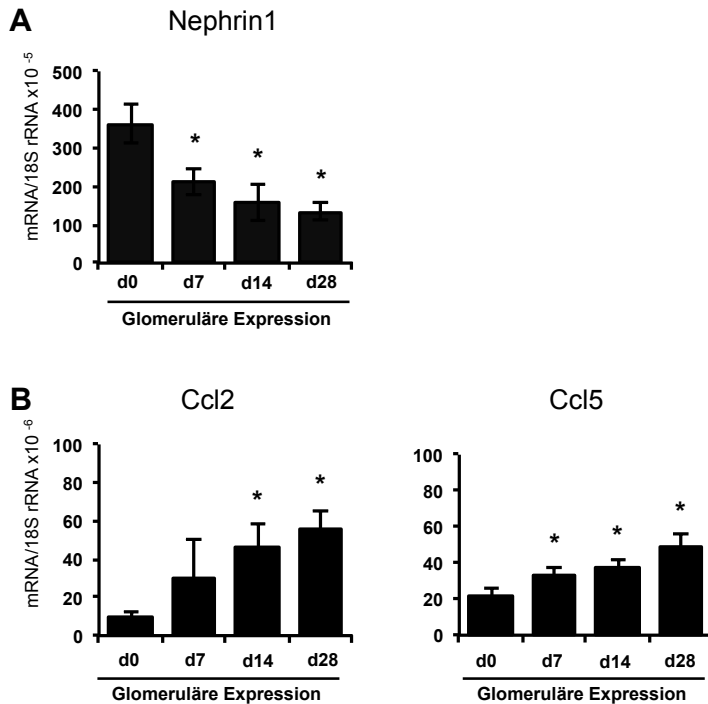 A
Nephrin1
mRNA/18S rRNA x10 -5
500
400
300
200
100
0
*
*
*
d0 d7 d14 d28
Glomeruläre Expression
B
Ccl2
mRNA/18S rRNA x10 -6
100
80
60
40
20
0
*
*
d0 d7 d14 d28
Glomeruläre Expression
Ccl5
100
80
60
40
20
0
*
*
*
d0 d7 d14 d28
Glomeruläre Expression